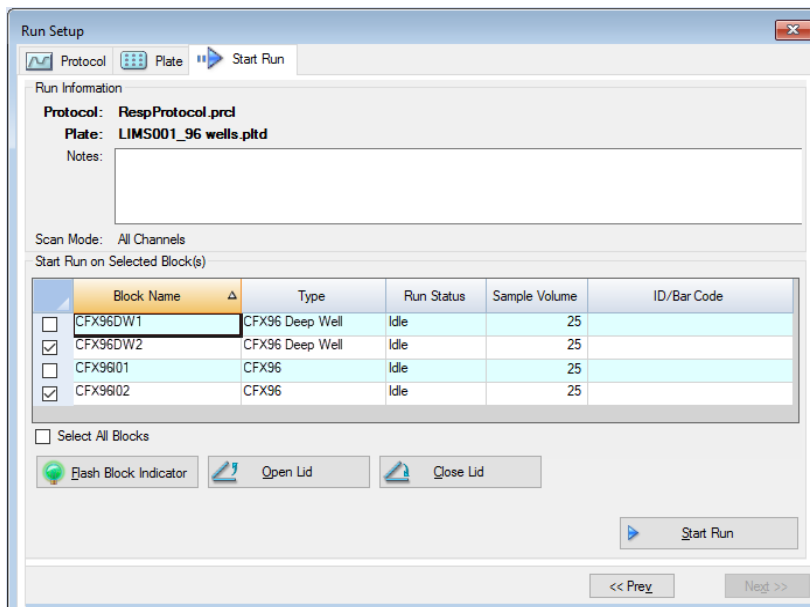 Run Setup
Protocol Plate Start Run
Run Information
Protocol: RespProtocol.prcl
Plate: LIMS001_96 wells.pltd
Notes:
Scan Mode: All Channels
Start Run on Selected Block(s)
Block Name Type Run Status Sample Volume ID/Bar Code
CFX96DW1 CFX96 Deep Well Idle 25
CFX96DW2 CFX96 Deep Well Idle 25
CFX96I01 CFX96 Idle 25
CFX96I02 CFX96 Idle 25
Select All Blocks
Flash Block Indicator Open Lid Close Lid
Start Run
<< Prev Next >>